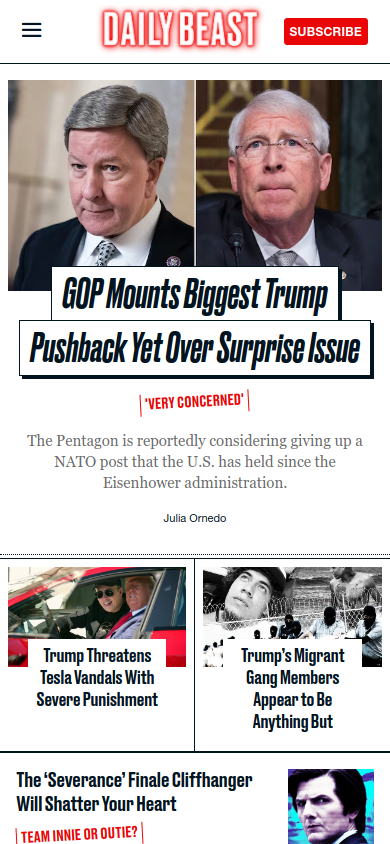 DAILY BEAST
SUBSCRIBE
GOP Mounts Biggest Trump
Pushback Yet Over Surprise Issue
'VERY CONCERNED'
The Pentagon is reportedly considering giving up a
NATO post that the U.S. has held since the
Eisenhower administration.
Julia Ornedo
Trump Threatens
Tesla Vandals With
Severe Punishment
Trump’s Migrant
Gang Members
Appear to Be
Anything But
The ‘Severance’ Finale Cliffhanger
Will Shatter Your Heart
TEAM INNIE OR OUTIE?